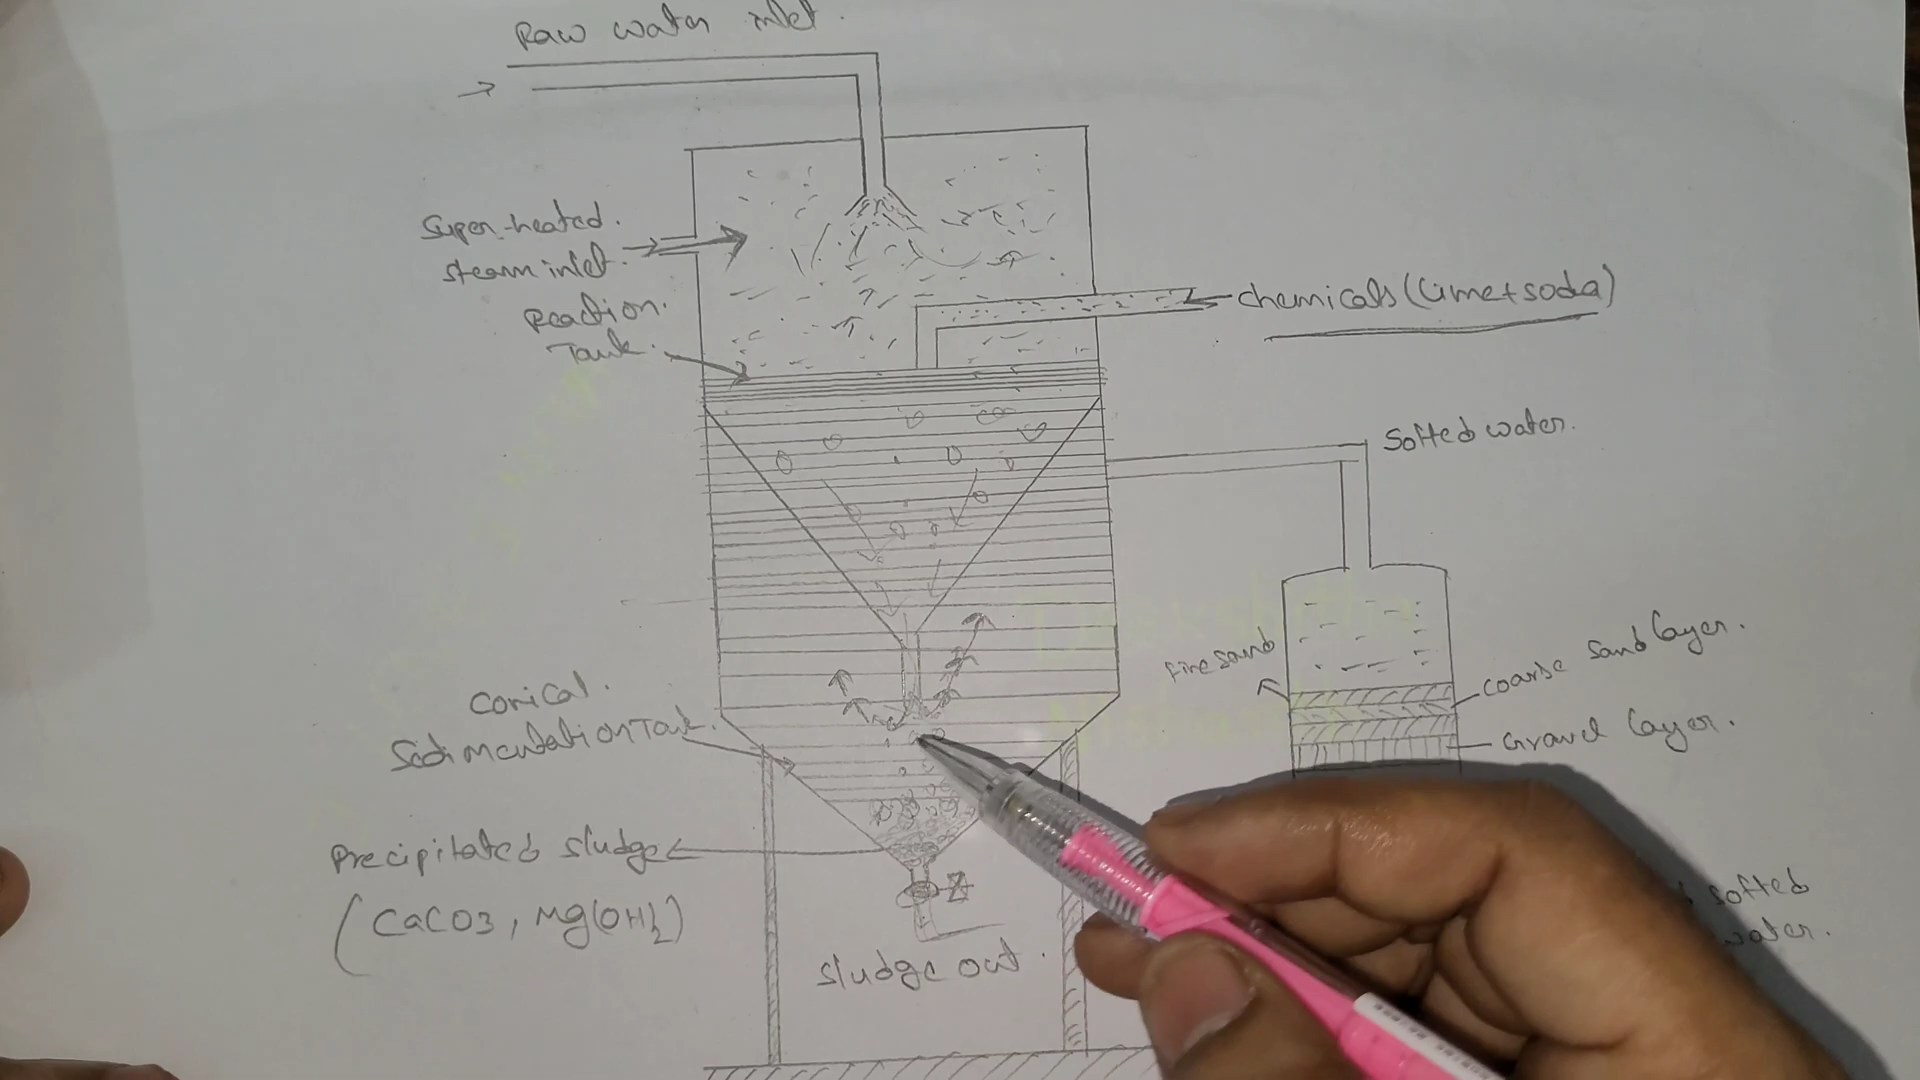 Raw water inlet.
Super-heated.
steam inlet.
Reaction.
Tank.
chemicals (Lime+soda)
Softed water.
Fine sand
coarse sand layer.
Gravel layer.
Conical.
Sedimentation Tank.
Precipitated sludge
(CaCO3, Mg(OH)2)
sludge out.
softed
water.